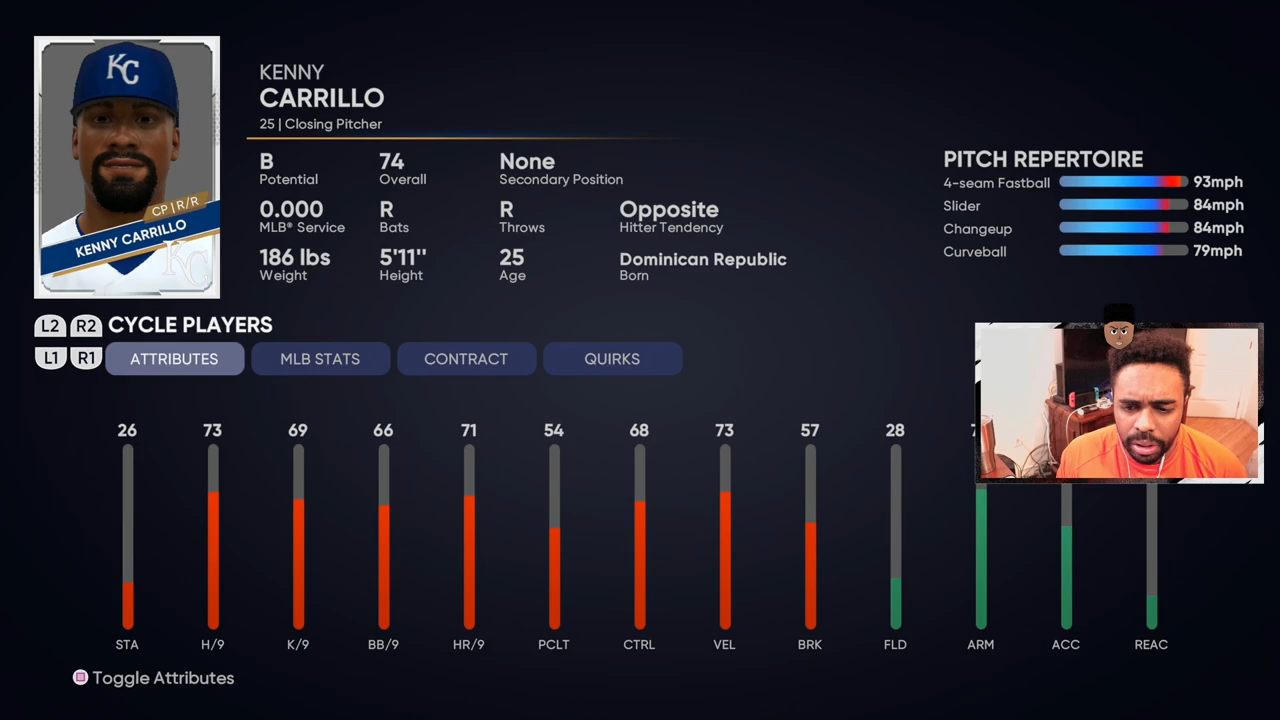 KC
CP | R/R
KENNY CARRILLO
KC
KENNY
CARRILLO
25 | Closing Pitcher
B
Potential
74
Overall
None
Secondary Position
0.000
MLB® Service
R
Bats
R
Throws
Opposite
Hitter Tendency
186 lbs
Weight
5'11"
Height
25
Age
Dominican Republic
Born
PITCH REPERTOIRE
4-seam Fastball 93mph
Slider 84mph
Changeup 84mph
Curveball 79mph
L2 R2 CYCLE PLAYERS
L1 R1 ATTRIBUTES MLB STATS CONTRACT QUIRKS
26 73 69 66 71 54 68 73 57 28
STA H/9 K/9 BB/9 HR/9 PCLT CTRL VEL BRK FLD ARM ACC REAC
Toggle Attributes